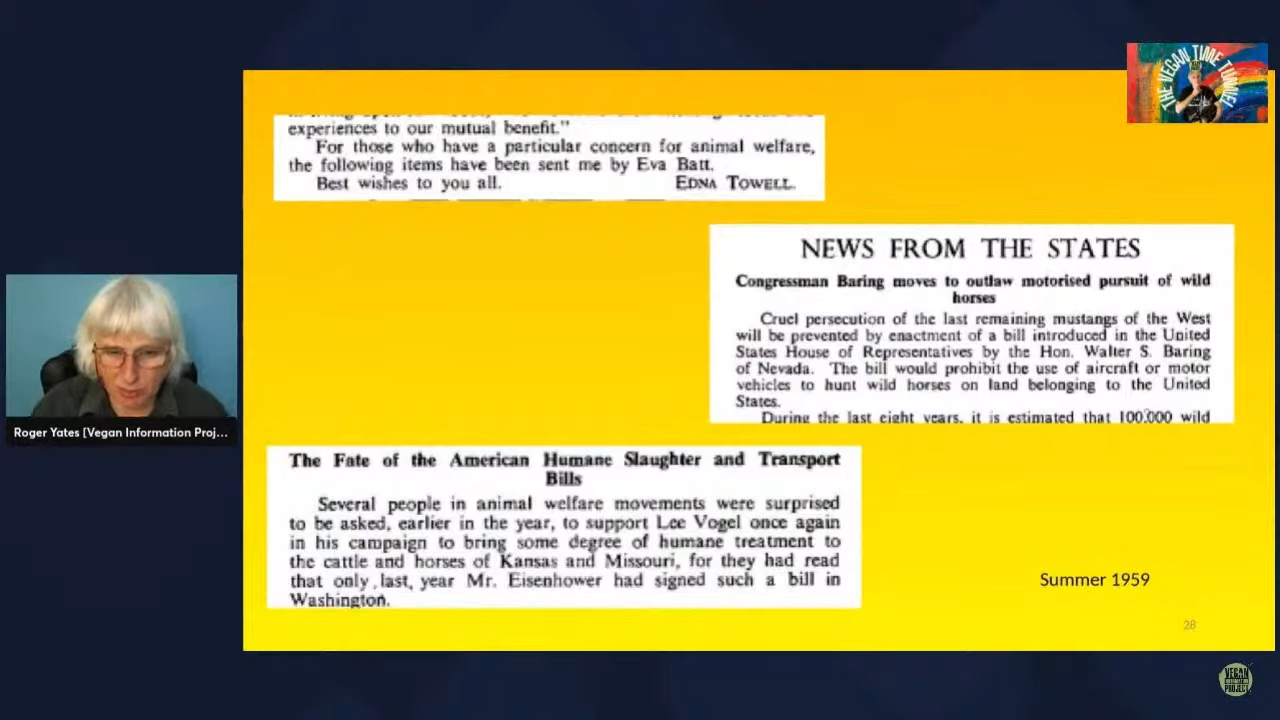 THE VEGAN TIME TUNNEL
experiences to our mutual benefit."
For those who have a particular concern for animal welfare,
the following items have been sent me by Eva Batt.
Best wishes to you all. EDNA TOWELL.
NEWS FROM THE STATES
Congressman Baring moves to outlaw motorised pursuit of wild
horses
Cruel persecution of the last remaining mustangs of the West
will be prevented by enactment of a bill introduced in the United
States House of Representatives by the Hon. Walter S. Baring
of Nevada. The bill would prohibit the use of aircraft or motor
vehicles to hunt wild horses on land belonging to the United
States.
During the last eight years, it is estimated that 100,000 wild
Roger Yates [Vegan Information Proj...
The Fate of the American Humane Slaughter and Transport
Bills
Several people in animal welfare movements were surprised
to be asked, earlier in the year, to support Lee Vogel once again
in his campaign to bring some degree of humane treatment to
the cattle and horses of Kansas and Missouri, for they had read
that only last, year Mr. Eisenhower had signed such a bill in
Washington.
Summer 1959
28
VEGAN
INFORMATION
PROJECT